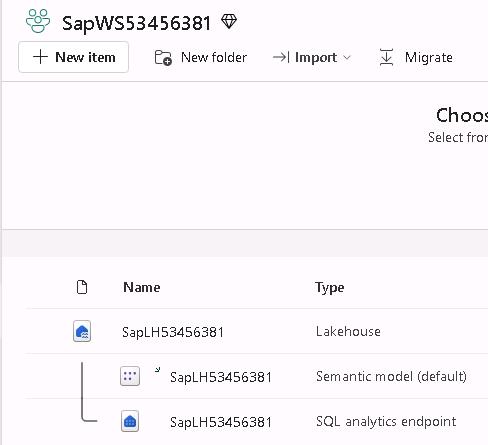 SapWS53456381
New item
New folder
Import
Migrate
Choos
Select fror
Name
Type
SapLH53456381
Lakehouse
SapLH53456381
Semantic model (default)
SapLH53456381
SQL analytics endpoint